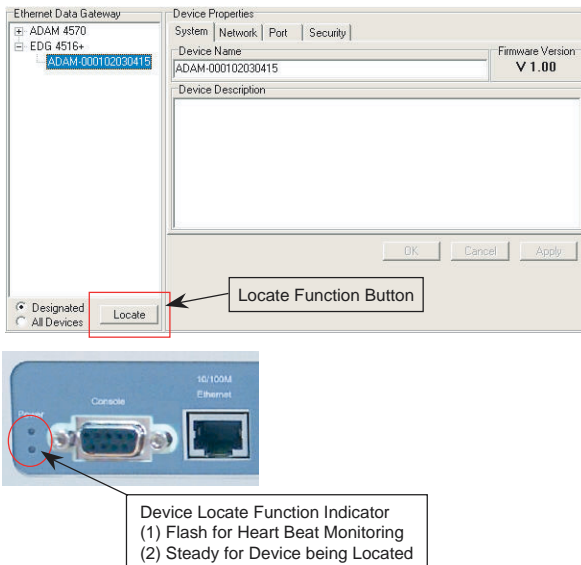 Ethernet Data Gateway
ADAM 4570
EDG 4516+
ADAM-000102030415
Designated
All Devices
Locate
Device Properties
System Network Port Security
Device Name
ADAM-000102030415
Firmware Version
V 1.00
Device Description
OK Cancel Apply
Locate Function Button
10/100M
Ethernet
Console
Power
Device Locate Function Indicator
(1) Flash for Heart Beat Monitoring
(2) Steady for Device being Located